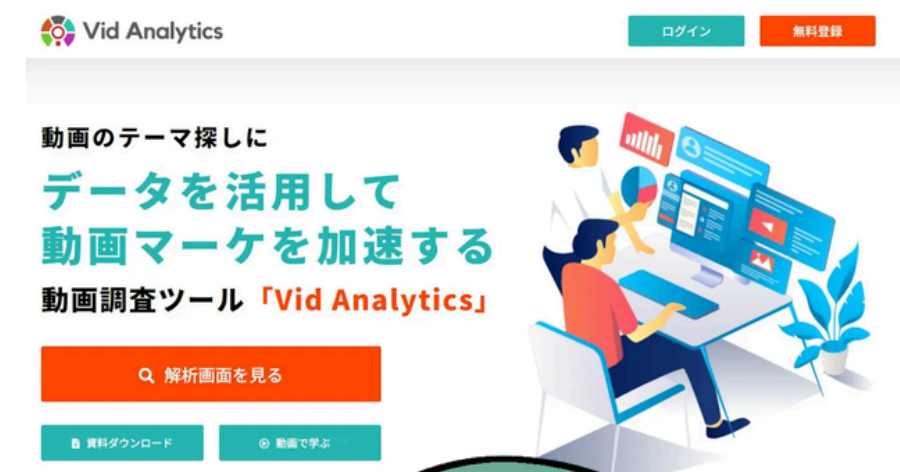 Vid Analytics
ログイン
無料登録
動画のテーマ探しに
データを活用して
動画マーケを加速する
動画調査ツール「Vid Analytics」
解析画面を見る
資料ダウンロード
動画で学ぶ